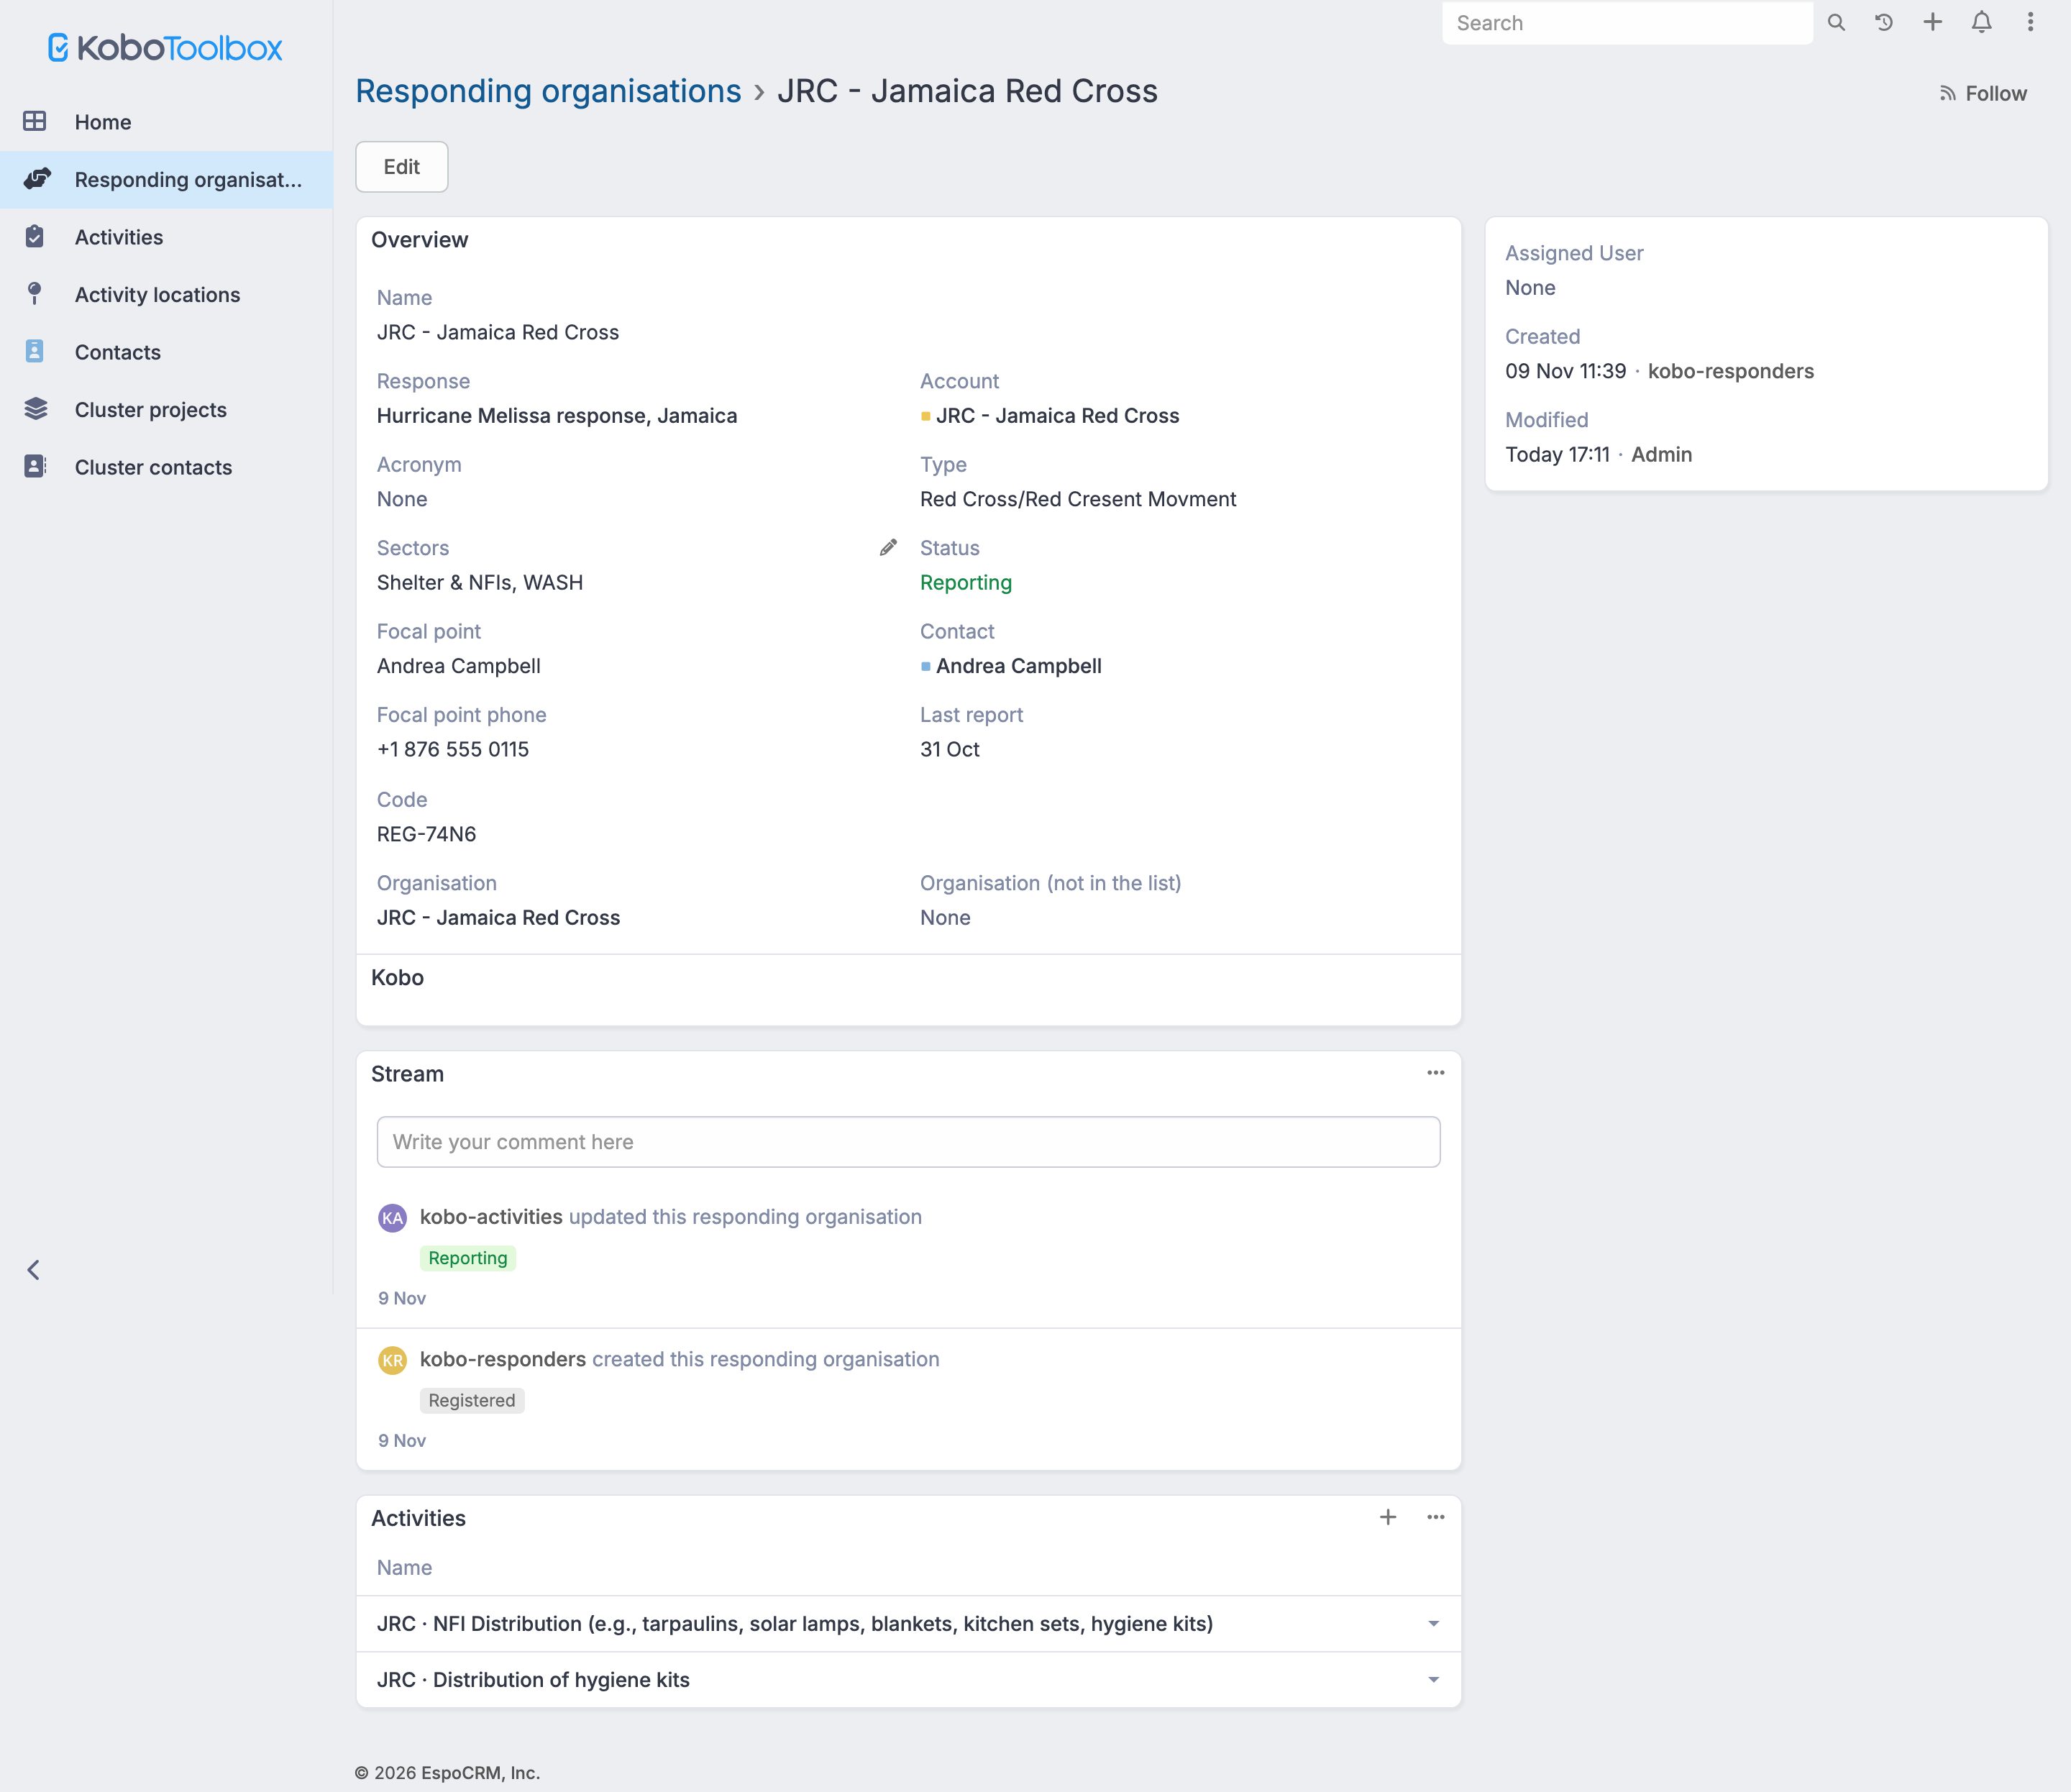 KoboToolbox
Search
Home
Responding organisat...
Activities
Activity locations
Contacts
Cluster projects
Cluster contacts
Responding organisations › JRC - Jamaica Red Cross
Follow
Edit
Overview
Name
JRC - Jamaica Red Cross
Response
Account
Hurricane Melissa response, Jamaica
JRC - Jamaica Red Cross
Acronym
Type
None
Red Cross/Red Cresent Movment
Sectors
Status
Shelter & NFIs, WASH
Reporting
Focal point
Contact
Andrea Campbell
Andrea Campbell
Focal point phone
Last report
+1 876 555 0115
31 Oct
Code
REG-74N6
Organisation
Organisation (not in the list)
JRC - Jamaica Red Cross
None
Kobo
Assigned User
None
Created
09 Nov 11:39 · kobo-responders
Modified
Today 17:11 · Admin
Stream
Write your comment here
KA kobo-activities updated this responding organisation
Reporting
9 Nov
KR kobo-responders created this responding organisation
Registered
9 Nov
Activities
Name
JRC · NFI Distribution (e.g., tarpaulins, solar lamps, blankets, kitchen sets, hygiene kits)
JRC · Distribution of hygiene kits
© 2026 EspoCRM, Inc.